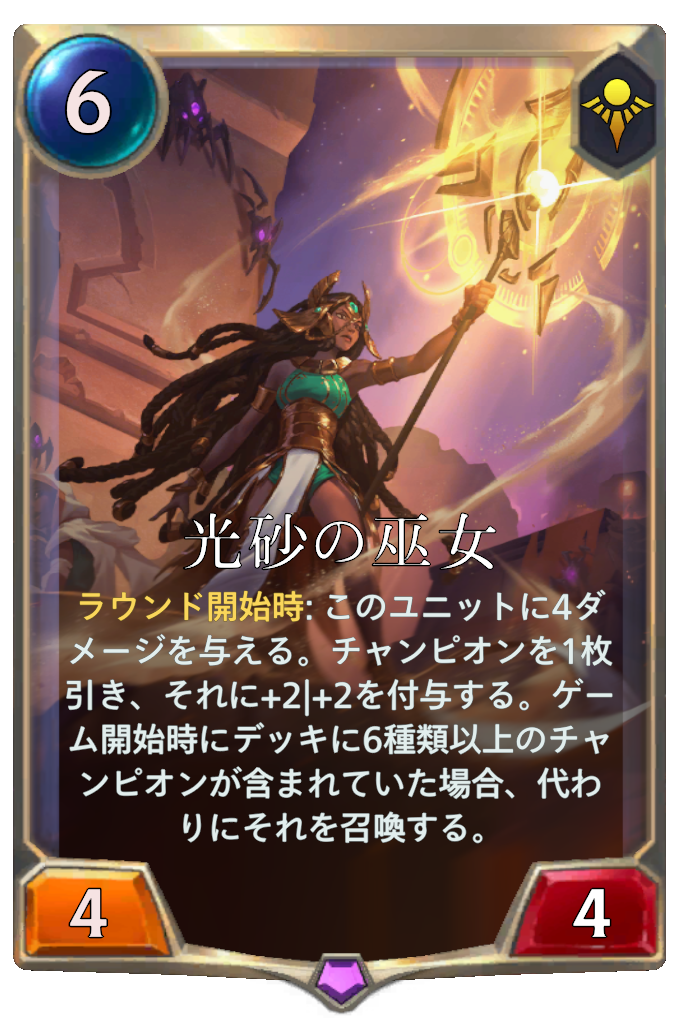 6
光砂の巫女
ラウンド開始時: このユニットに4ダ
メージを与える。チャンピオンを1枚
引き、それに+2|+2を付与する。ゲー
ム開始時にデッキに6種類以上のチャ
ンピオンが含まれていた場合、代わ
りにそれを召喚する。
4
4